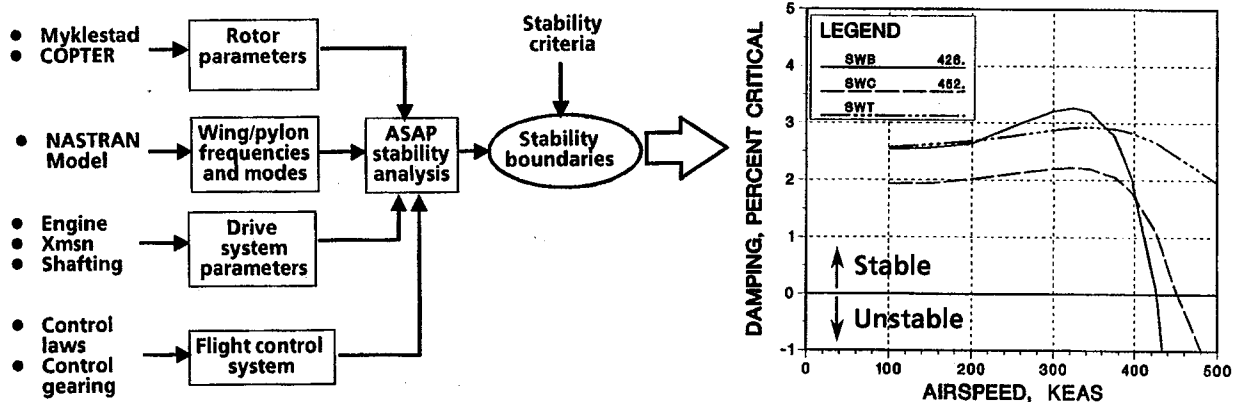 ● Myklestad
● COPTER
Rotor
parameters
Stability
criteria
● NASTRAN
Model
Wing/pylon
frequencies
and modes
ASAP
stability
analysis
Stability
boundaries
● Engine
● Xmsn
● Shafting
Drive
system
parameters
● Control
laws
● Control
gearing
Flight control
system
DAMPING, PERCENT CRITICAL
5
4
3
2
1
0
-1
LEGEND
SWB 426.
SWC 452.
SWT
Stable
Unstable
0 100 200 300 400 500
AIRSPEED, KEAS